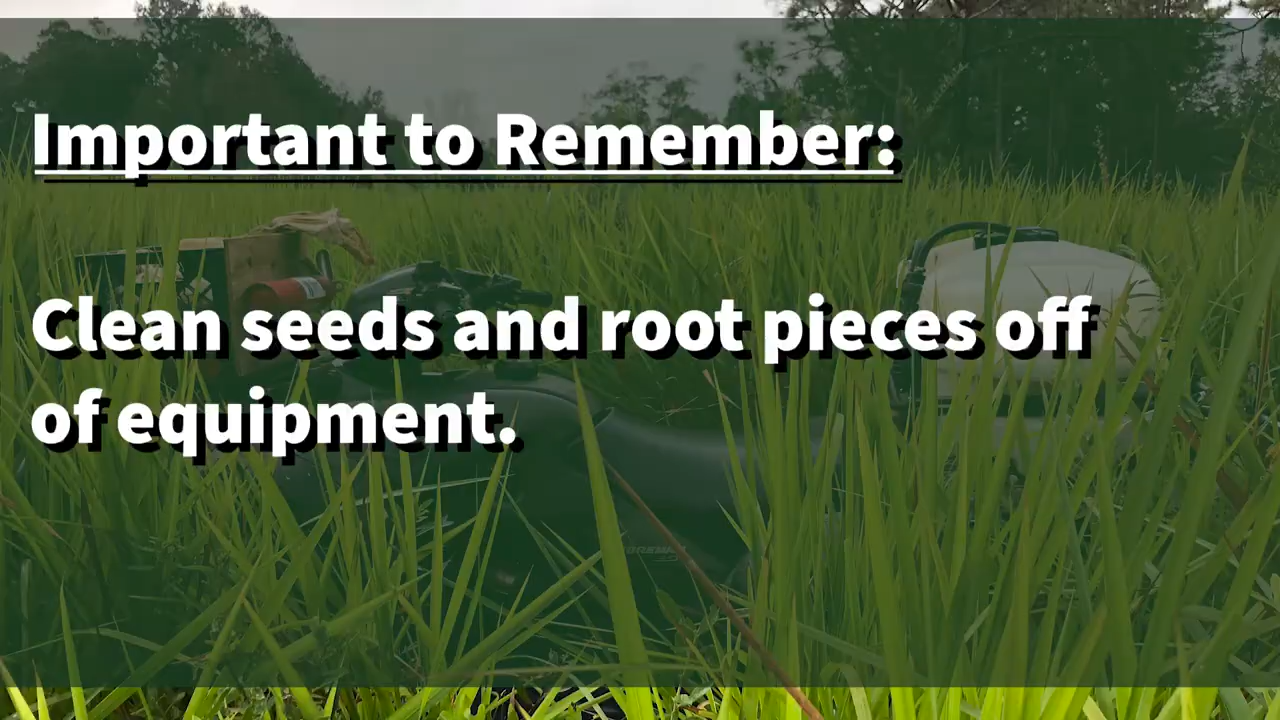 Important to Remember:
Clean seeds and root pieces off
of equipment.